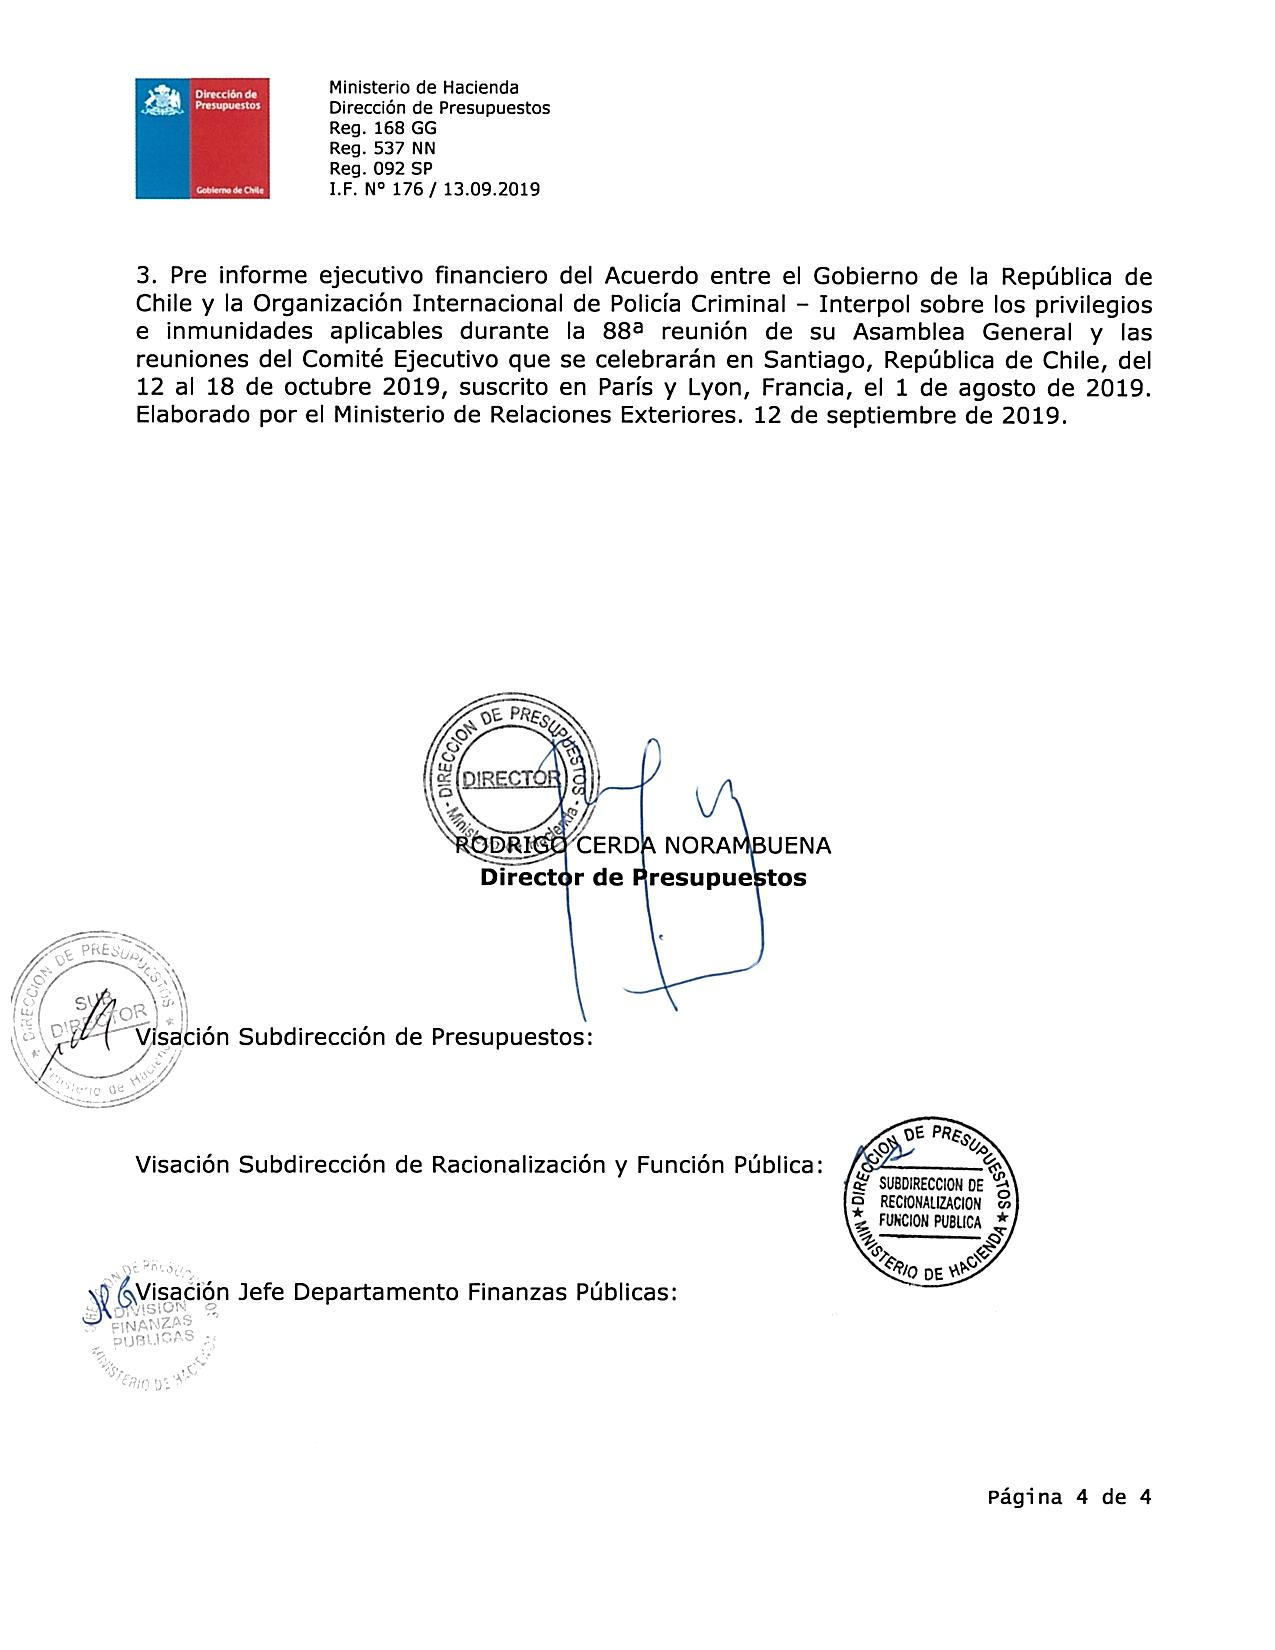 Dirección de
Presupuestos
Gobierno de Chile
Ministerio de Hacienda
Dirección de Presupuestos
Reg. 168 GG
Reg. 537 NN
Reg. 092 SP
I.F. Nº 176 / 13.09.2019
3. Pre informe ejecutivo financiero del Acuerdo entre el Gobierno de la República de
Chile y la Organización Internacional de Policía Criminal – Interpol sobre los privilegios
e inmunidades aplicables durante la 88ª reunión de su Asamblea General y las
reuniones del Comité Ejecutivo que se celebrarán en Santiago, República de Chile, del
12 al 18 de octubre 2019, suscrito en París y Lyon, Francia, el 1 de agosto de 2019.
Elaborado por el Ministerio de Relaciones Exteriores. 12 de septiembre de 2019.
DIRECCION DE PRESUPUESTOS
DIRECTOR
Ministerio de Hacienda
RODRIGO CERDA NORAMBUENA
Director de Presupuestos
DIRECCION DE PRESUPUESTOS
SUB
DIRECTOR
Ministerio de Hacienda
Visación Subdirección de Presupuestos:
Visación Subdirección de Racionalización y Función Pública:
DIRECCION DE PRESUPUESTOS
SUBDIRECCION DE
RECIONALIZACION
FUNCION PUBLICA
MINISTERIO DE HACIENDA
Visación Jefe Departamento Finanzas Públicas:
DIVISION
FINANZAS
PUBLICAS
MINISTERIO DE HACIENDA
Página 4 de 4